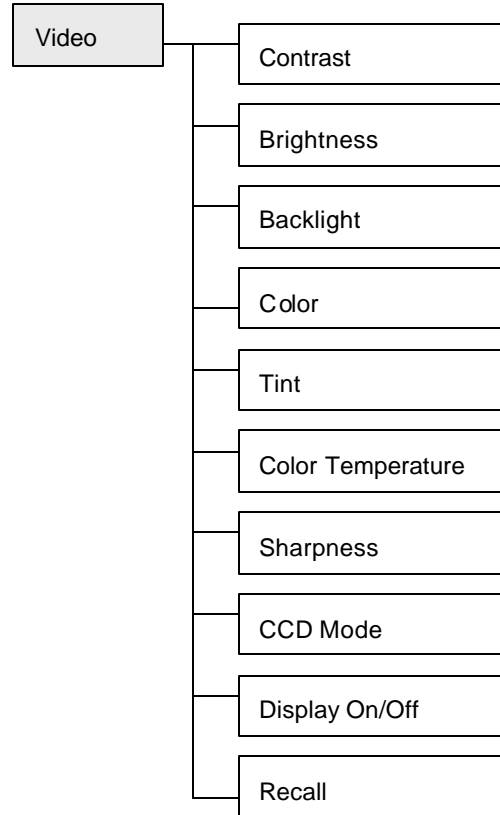 Video
Contrast
Brightness
Backlight
Color
Tint
Color Temperature
Sharpness
CCD Mode
Display On/Off
Recall